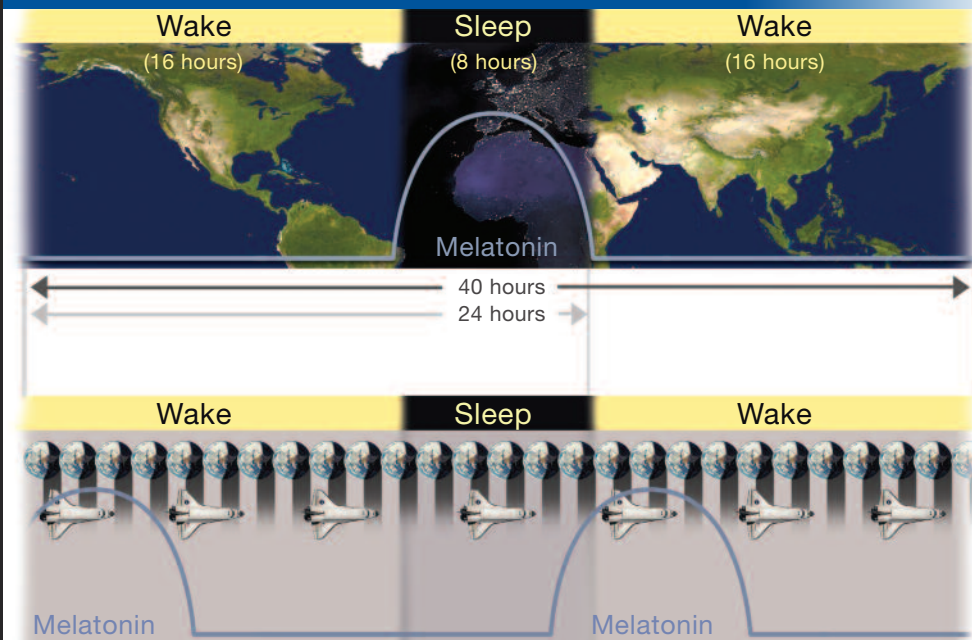 Wake Sleep Wake
(16 hours) (8 hours) (16 hours)
Melatonin
40 hours
24 hours
Wake Sleep Wake
Melatonin Melatonin